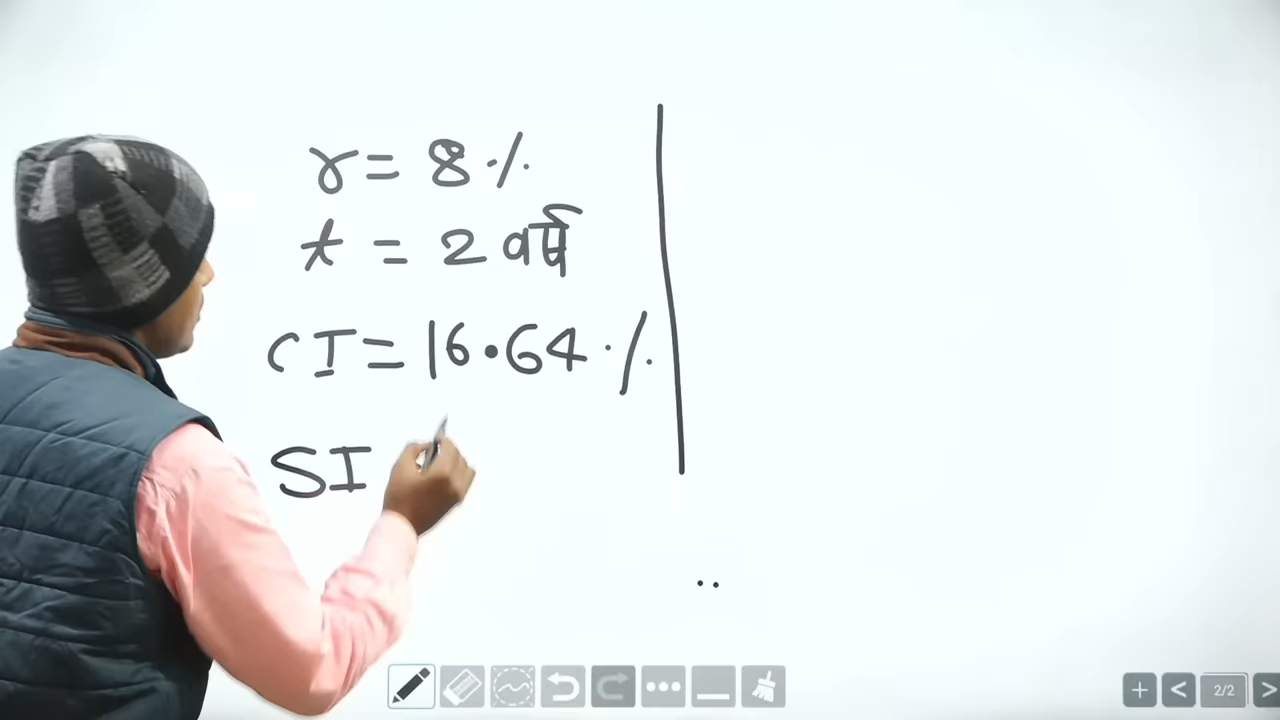 r = 8 %
t = 2 वर्ष
CI = 16.64 %
SI
2/2